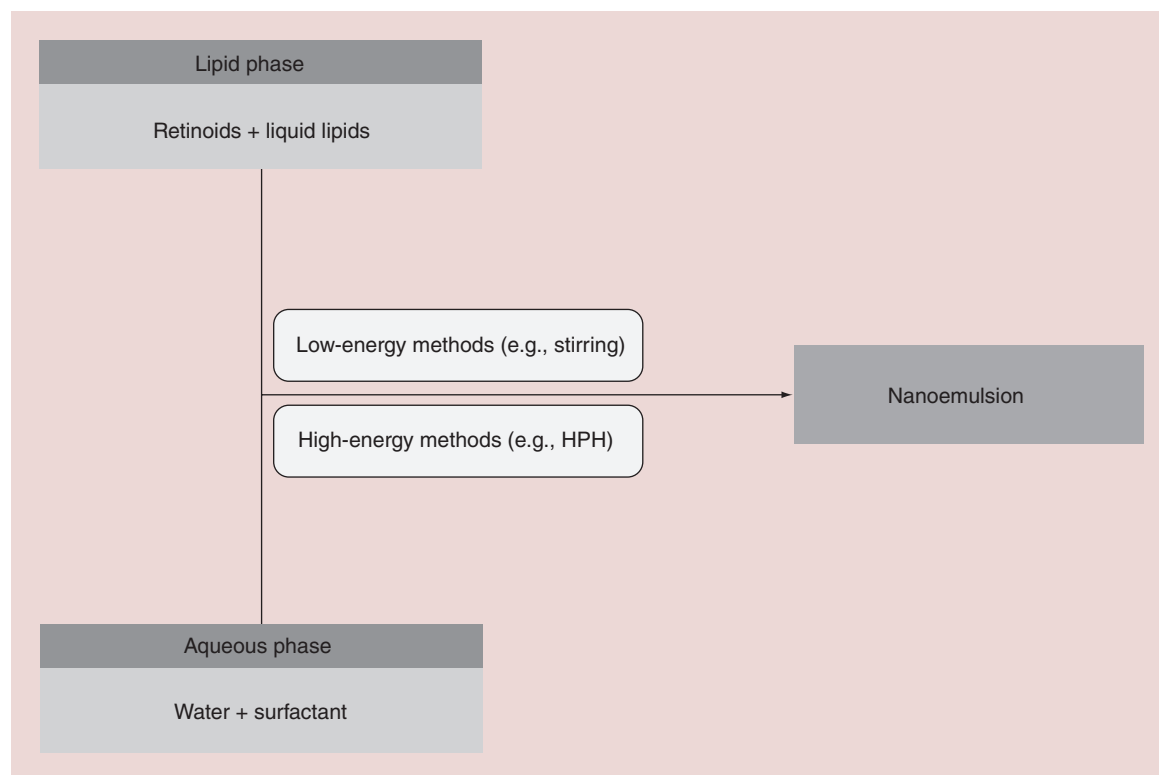 Lipid phase
Retinoids + liquid lipids
Low-energy methods (e.g., stirring)
High-energy methods (e.g., HPH)
Nanoemulsion
Aqueous phase
Water + surfactant